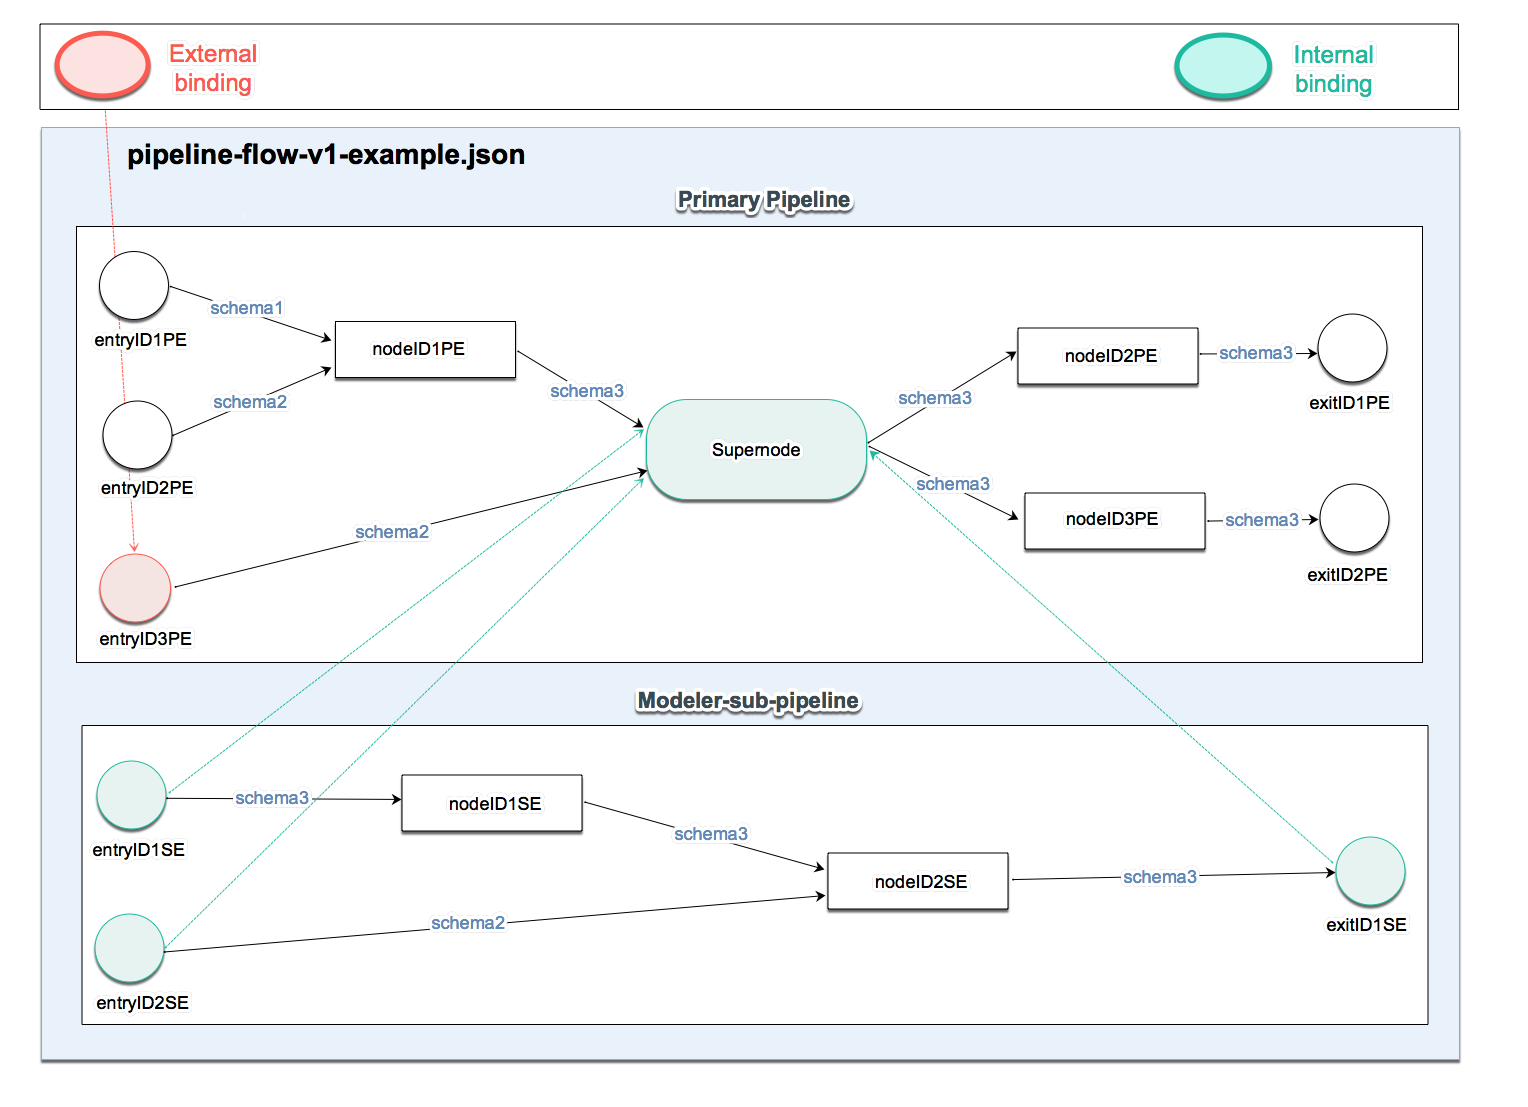 External
binding
Internal
binding
pipeline-flow-v1-example.json
Primary Pipeline
schema1
entryID1PE
nodeID1PE
schema2
schema3
entryID2PE
schema2
entryID3PE
Supernode
schema3
nodeID2PE
schema3
exitID1PE
schema3
nodeID3PE
schema3
exitID2PE
Modeler-sub-pipeline
schema3
entryID1SE
nodeID1SE
schema3
schema2
entryID2SE
nodeID2SE
schema3
exitID1SE